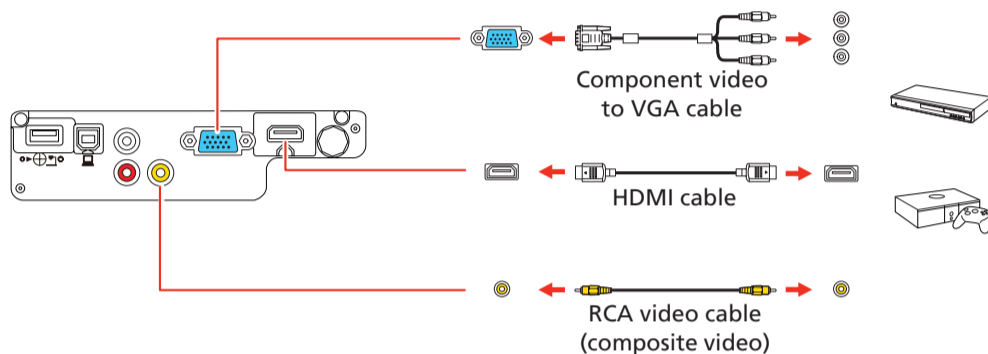 Component video
to VGA cable
HDMI cable
RCA video cable
(composite video)